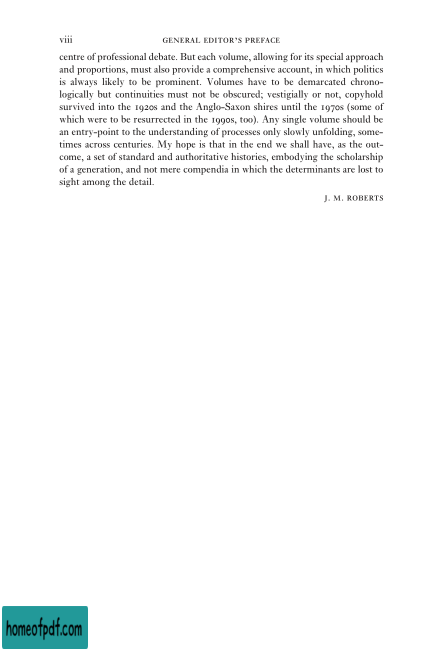 viii GENERAL EDITOR'S PREFACE
centre of professional debate. But each volume, allowing for its special approach
and proportions, must also provide a comprehensive account, in which politics
is always likely to be prominent. Volumes have to be demarcated chrono-
logically but continuities must not be obscured; vestigially or not, copyhold
survived into the 1920s and the Anglo-Saxon shires until the 1970s (some of
which were to be resurrected in the 1990s, too). Any single volume should be
an entry-point to the understanding of processes only slowly unfolding, some-
times across centuries. My hope is that in the end we shall have, as the out-
come, a set of standard and authoritative histories, embodying the scholarship
of a generation, and not mere compendia in which the determinants are lost to
sight among the detail.
J. M. ROBERTS
homeofpdf.com